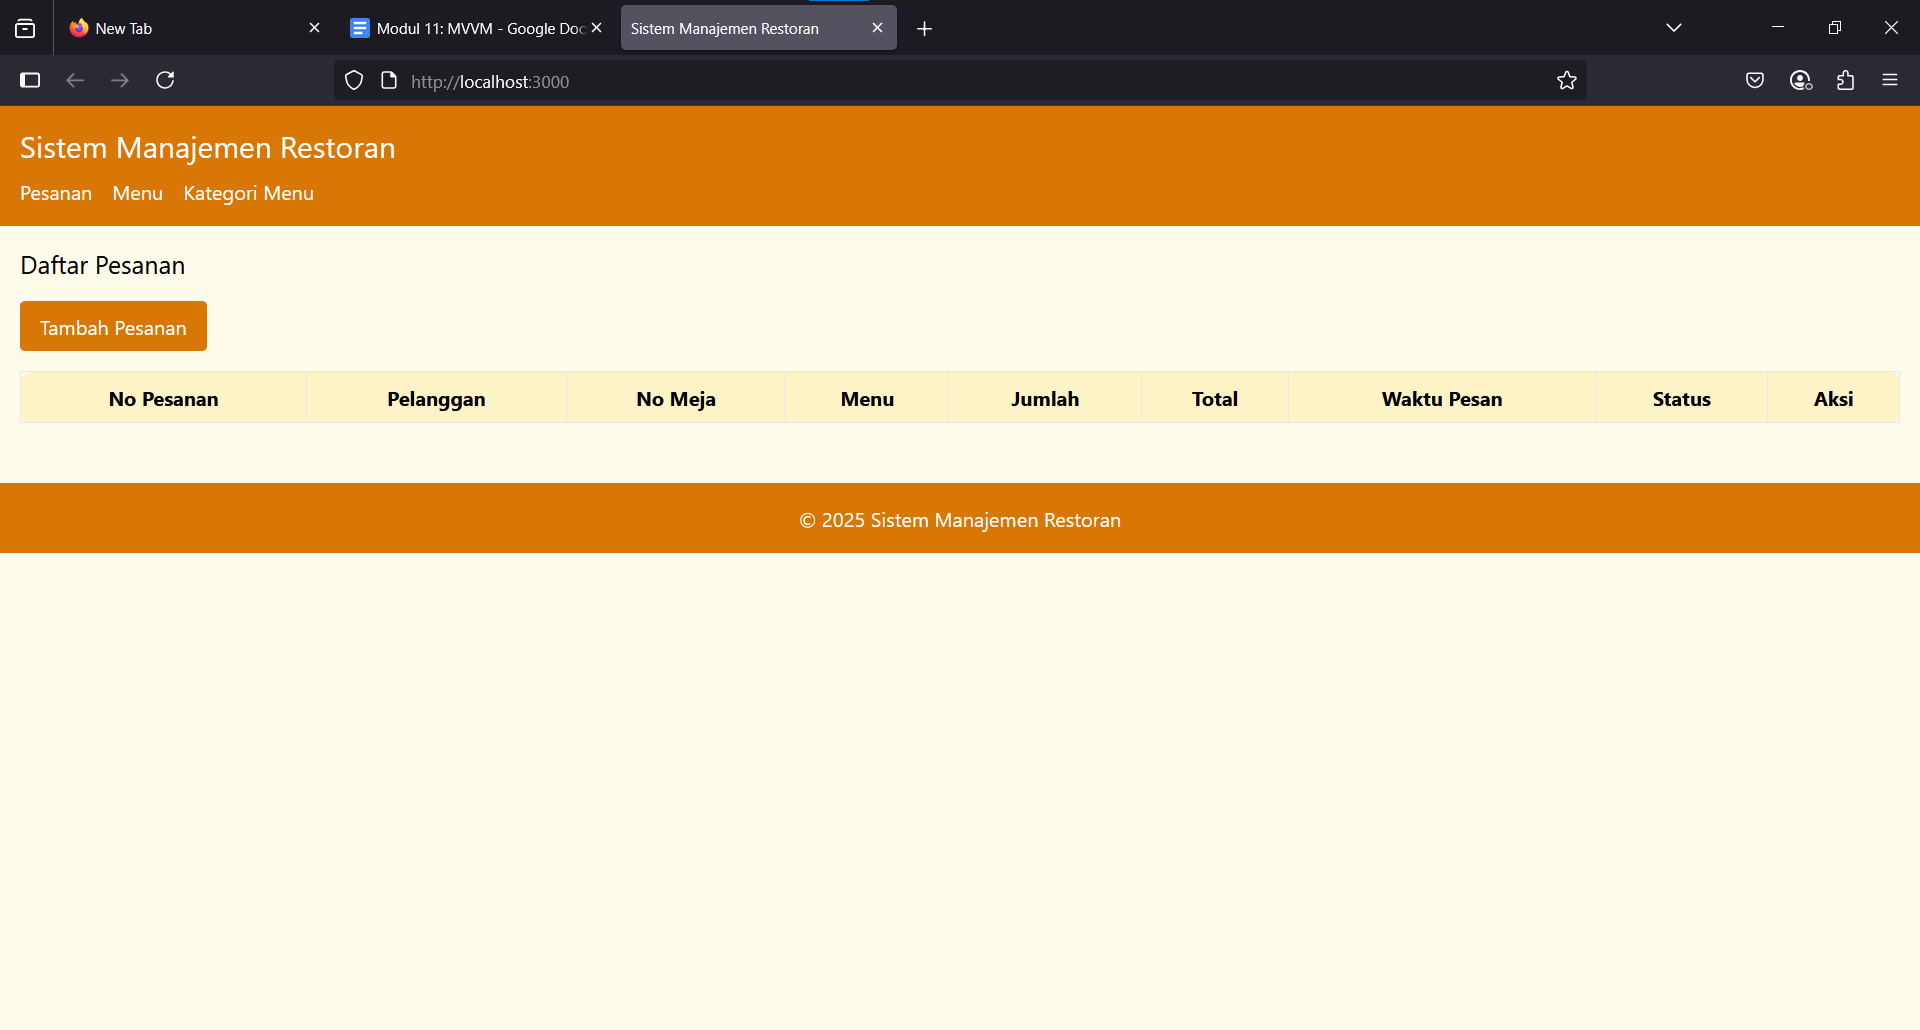 New Tab
Modul 11: MVVM - Google Doc
Sistem Manajemen Restoran
http://localhost:3000
Sistem Manajemen Restoran
Pesanan Menu Kategori Menu
Daftar Pesanan
Tambah Pesanan
No Pesanan Pelanggan No Meja Menu Jumlah Total Waktu Pesan Status Aksi
© 2025 Sistem Manajemen Restoran